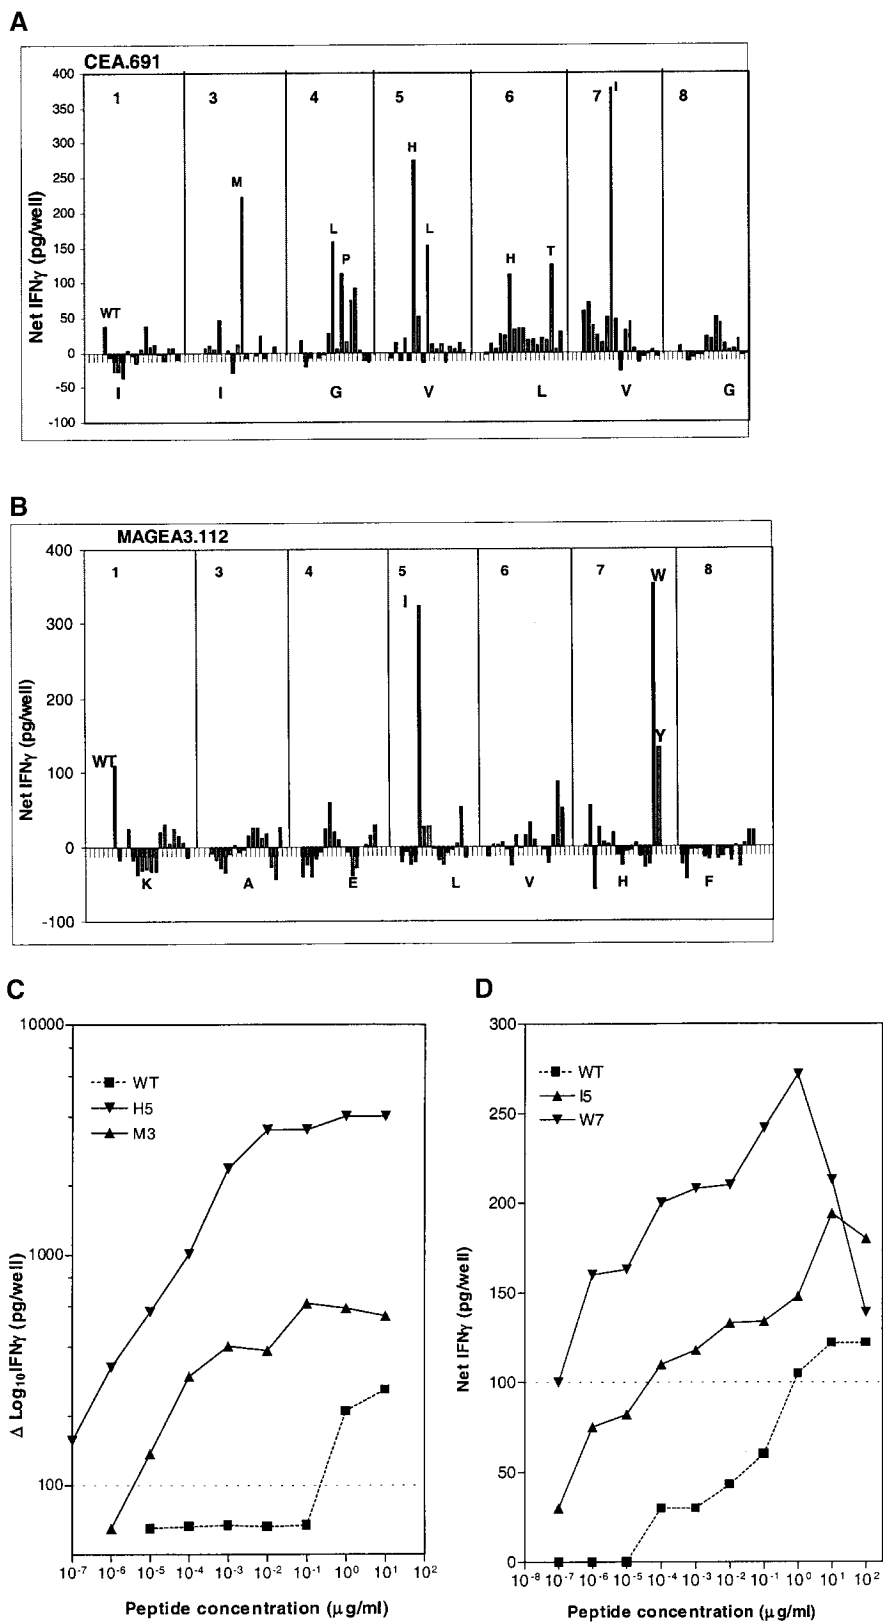 A
CEA.691
400
350
300
250
200
150
100
50
0
-50
-100
Net IFNγ (pg/well)
1 3 4 5 6 7 8
WT M L P H L H T I
I I G V L V G
B
MAGEA3.112
400
300
200
100
0
-100
Net IFNγ (pg/well)
1 3 4 5 6 7 8
WT I W Y
K A E L V H F
C
10000
1000
100
Δ Log₁₀IFNγ (pg/well)
WT
H5
M3
10⁻⁷ 10⁻⁶ 10⁻⁵ 10⁻⁴ 10⁻³ 10⁻² 10⁻¹ 10⁰ 10¹ 10²
Peptide concentration (μg/ml)
D
300
250
200
150
100
50
0
Net IFNγ (pg/well)
WT
I5
W7
10⁻⁸ 10⁻⁷ 10⁻⁶ 10⁻⁵ 10⁻⁴ 10⁻³ 10⁻² 10⁻¹ 10⁰ 10¹ 10²
Peptide concentration (μg/ml)